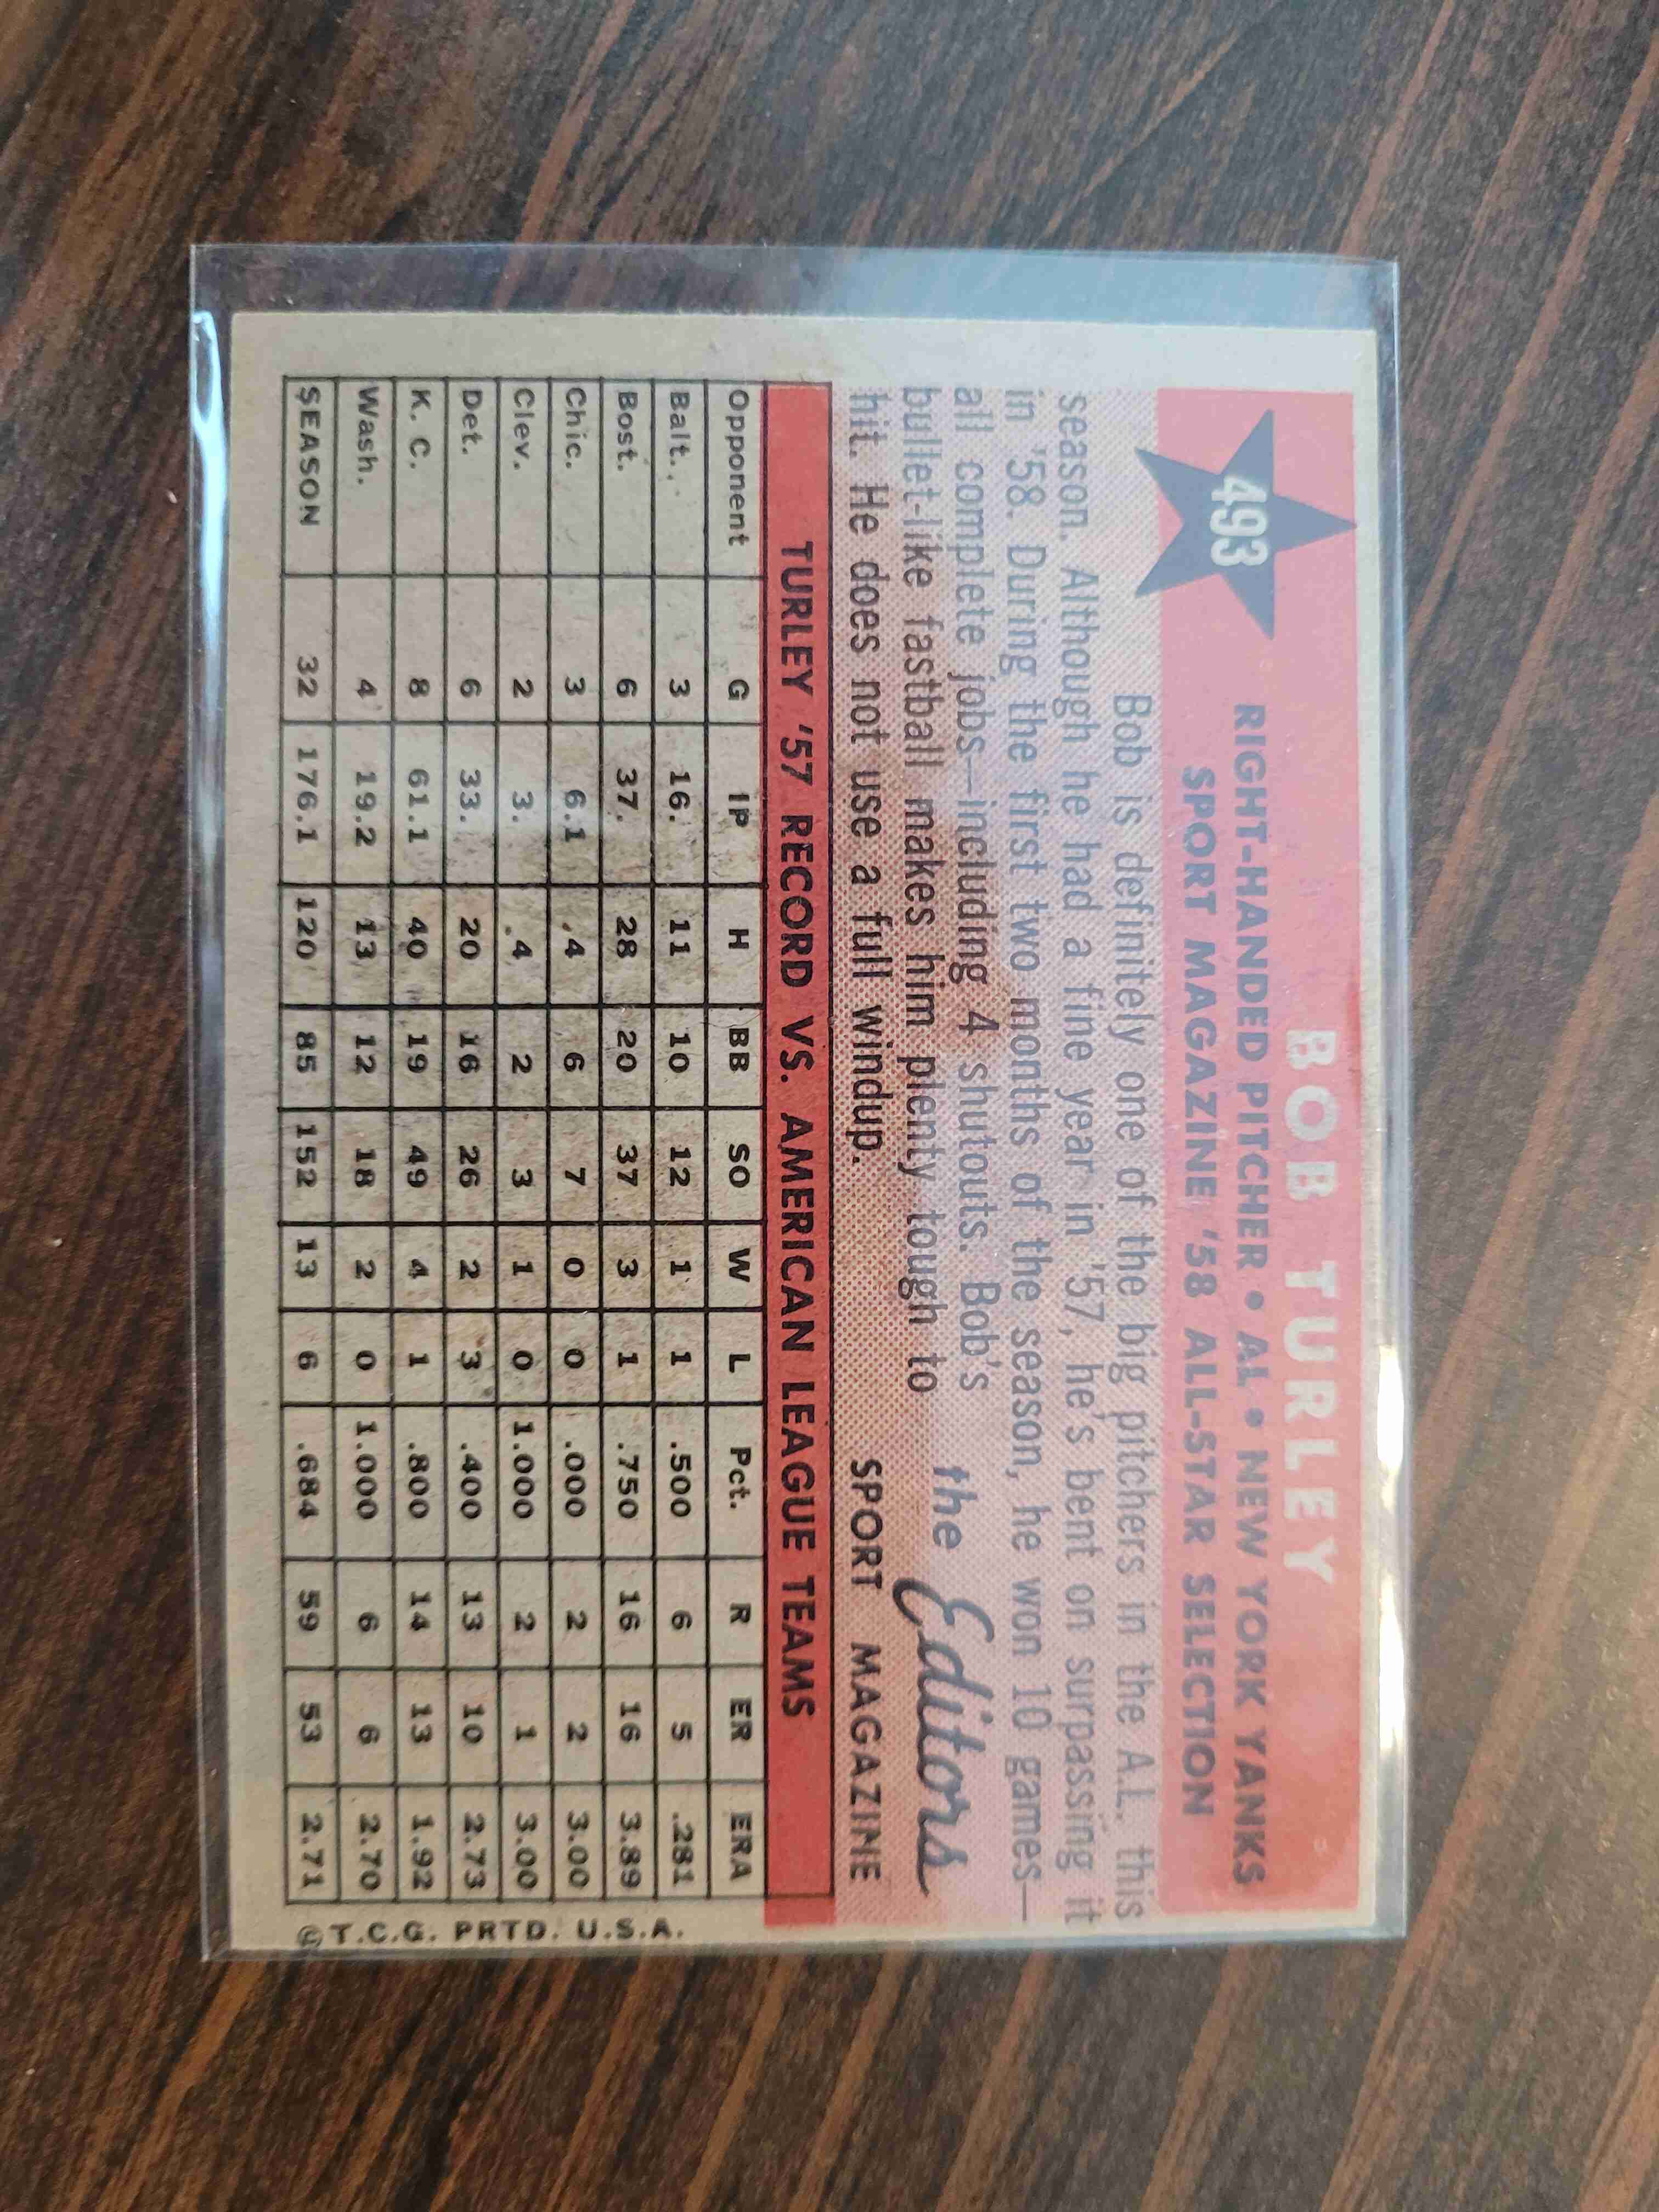 493
BOB TURLEY
RIGHT-HANDED PITCHER • AL • NEW YORK YANKS
SPORT MAGAZINE '58 ALL-STAR SELECTION
Bob is definitely one of the big pitchers in the A.L. this
season. Although he had a fine year in '57, he's bent on surpassing it
in '58. During the first two months of the season, he won 10 games—
all complete jobs—including 4 shutouts. Bob's
bullet-like fastball makes him plenty tough to
hit. He does not use a full windup.
the Editors
SPORT MAGAZINE
TURLEY '57 RECORD VS. AMERICAN LEAGUE TEAMS
Opponent G IP H BB SO W L Pct. R ER ERA
Balt. 3 16. 11 10 12 1 1 .500 6 5 .281
Bost. 6 37. 28 20 37 3 1 .750 16 16 3.89
Chic. 3 6.1 4 6 7 0 0 .000 2 2 3.00
Clev. 2 3. 4 2 3 1 0 1.000 2 1 3.00
Det. 6 33. 20 16 26 2 3 .400 13 10 2.73
K. C. 8 61.1 40 19 49 4 1 .800 14 13 1.92
Wash. 4 19.2 13 12 18 2 0 1.000 6 6 2.70
SEASON 32 176.1 120 85 152 13 6 .684 59 53 2.71
© T.C.G. PRTD. U.S.A.